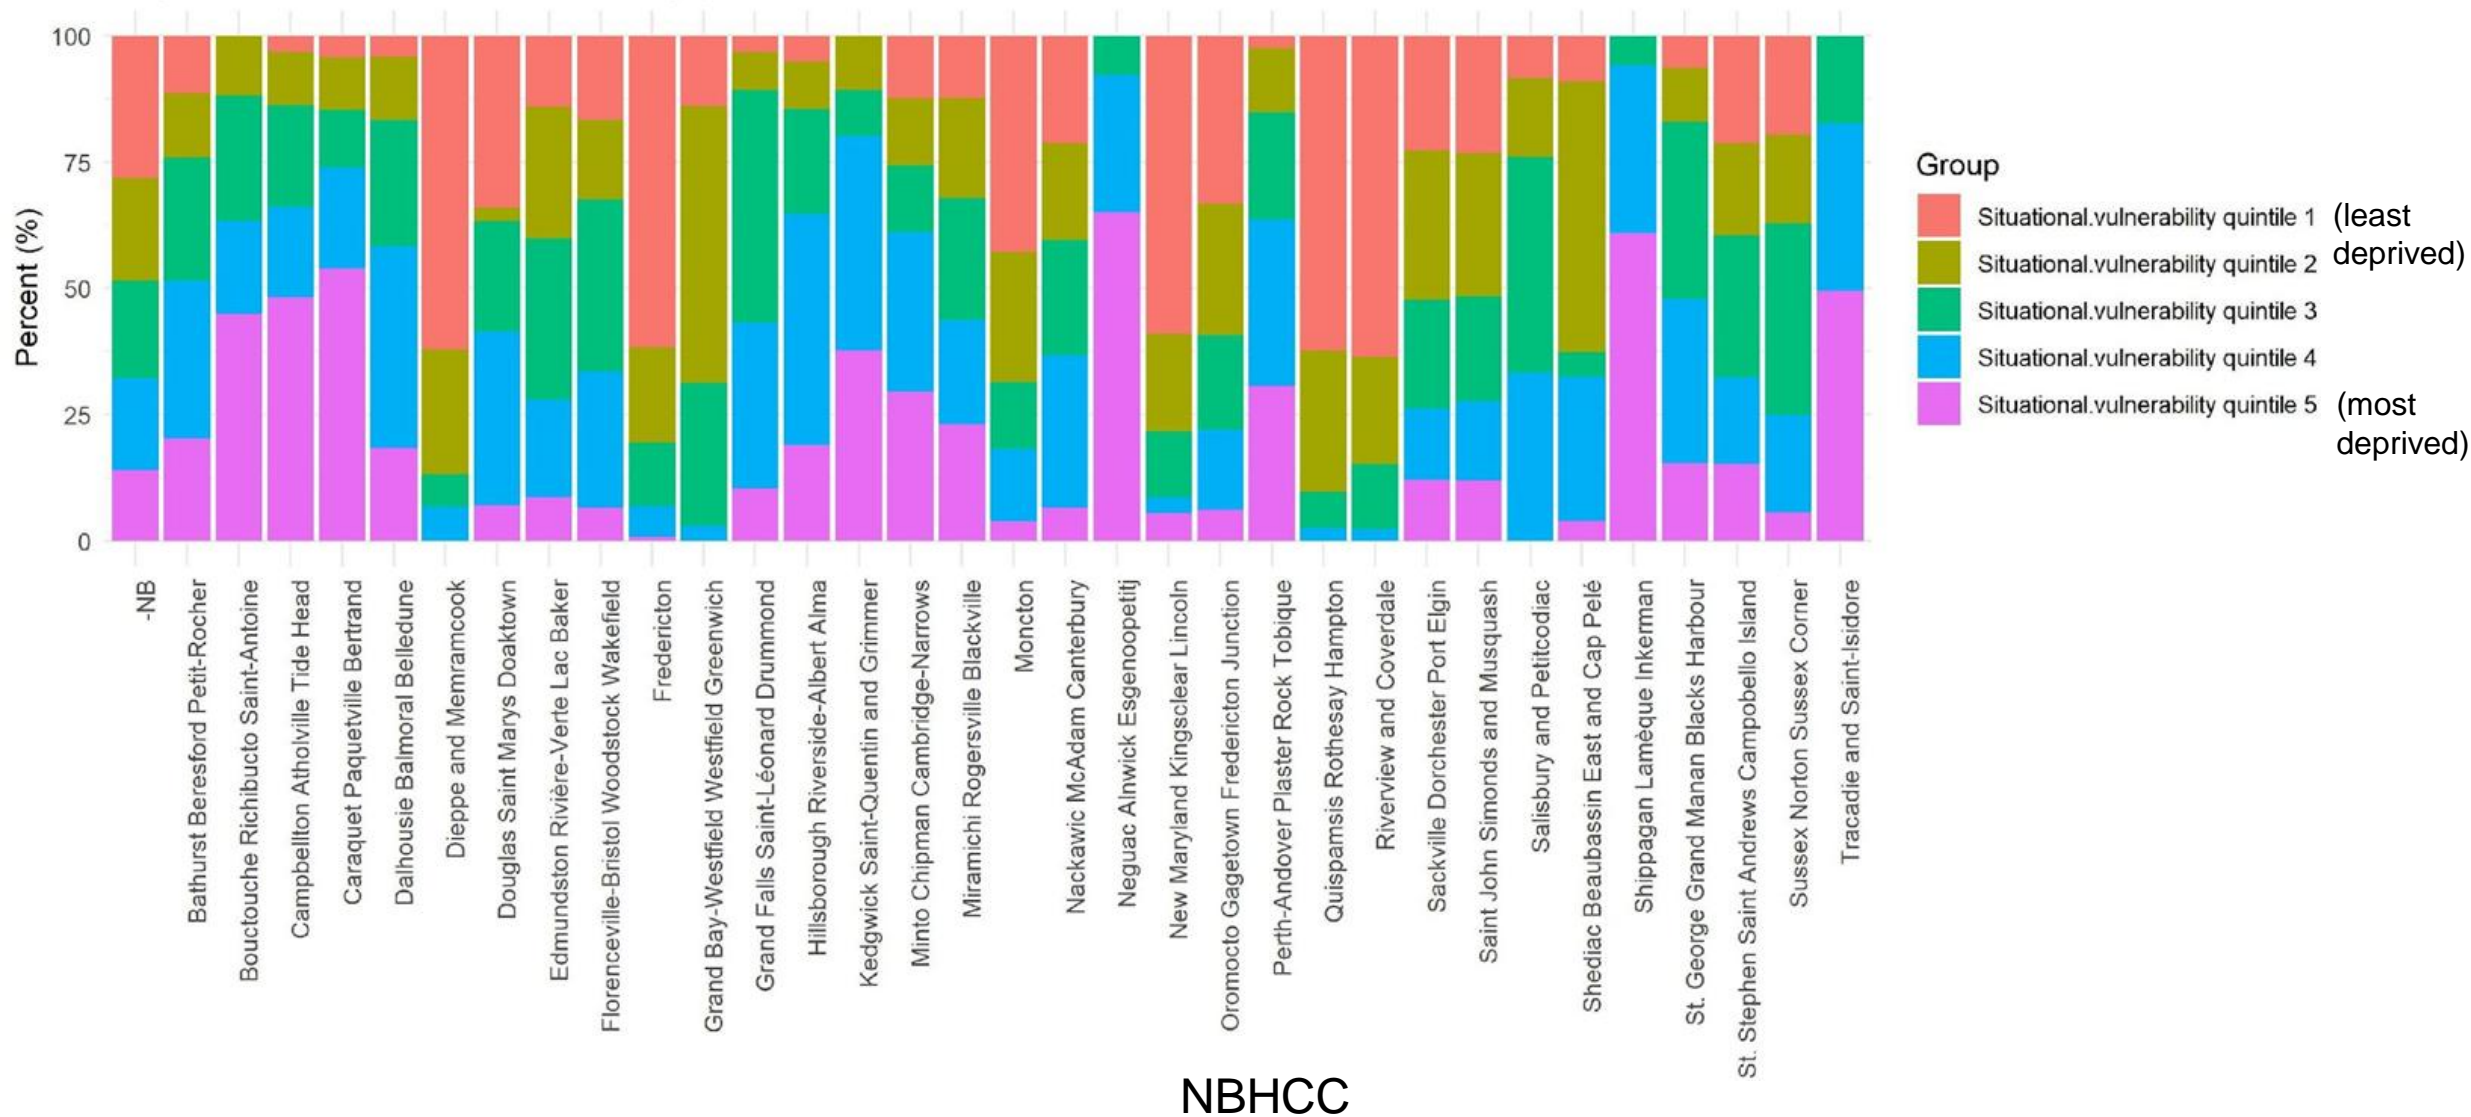 100
75
50
25
0
Percent (%)
Group
Situational.vulnerability quintile 1
(least
deprived)
Situational.vulnerability quintile 2
Situational.vulnerability quintile 3
Situational.vulnerability quintile 4
Situational.vulnerability quintile 5
(most
deprived)
-NB
Bathurst Beresford Petit-Rocher
Bouctouche Richibucto Saint-Antoine
Campbellton Atholville Tide Head
Caraquet Paquetville Bertrand
Dalhousie Balmoral Belledune
Dieppe and Memramcook
Douglas Saint Marys Doaktown
Edmundston Rivière-Verte Lac Baker
Florenceville-Bristol Woodstock Wakefield
Fredericton
Grand Bay-Westfield Westfield Greenwich
Grand Falls Saint-Léonard Drummond
Hillsborough Riverside-Albert Alma
Kedgwick Saint-Quentin and Grimmer
Minto Chipman Cambridge-Narrows
Miramichi Rogersville Blackville
Moncton
Nackawic McAdam Canterbury
Neguac Alnwick Esgenoopetitj
New Maryland Kingsclear Lincoln
Oromocto Gagetown Fredericton Junction
Perth-Andover Plaster Rock Tobique
Quispamsis Rothesay Hampton
Riverview and Coverdale
Sackville Dorchester Port Elgin
Saint John Simonds and Musquash
Salisbury and Petitcodiac
Shediac Beaubassin East and Cap Pelé
Shippagan Lamèque Inkerman
St. George Grand Manan Blacks Harbour
St. Stephen Saint Andrews Campobello Island
Sussex Norton Sussex Corner
Tracadie and Saint-Isidore
NBHCC